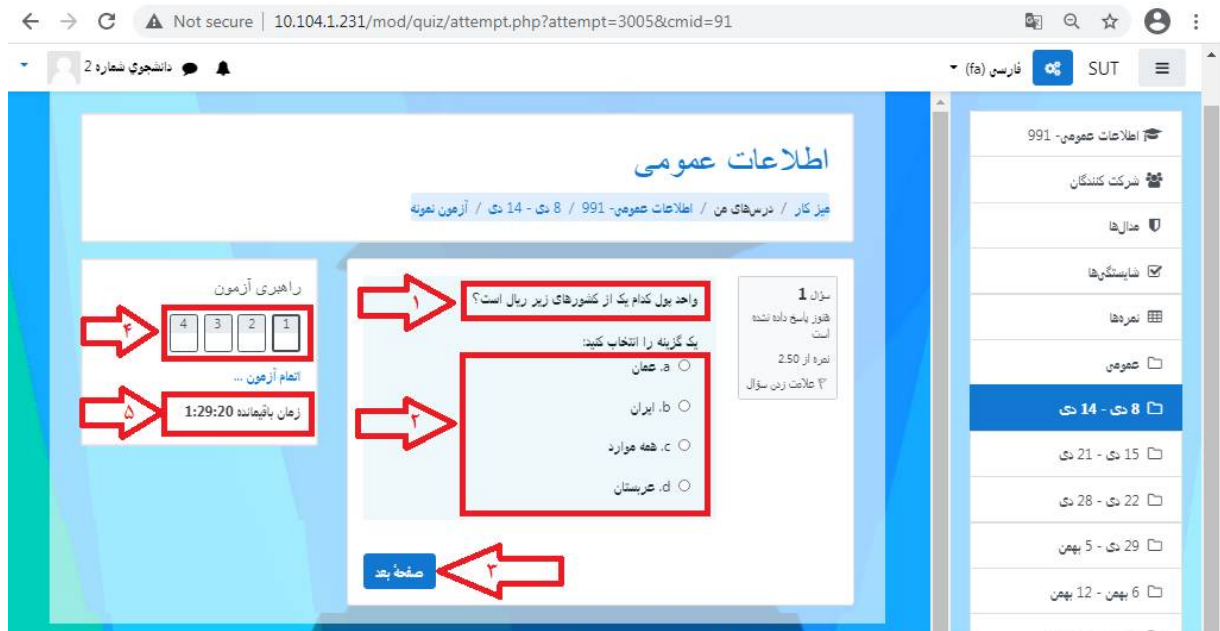 Not secure | 10.104.1.231/mod/quiz/attempt.php?attempt=3005&cmid=91
SUT
فارسی (fa)
دانشجوي شماره 2
اطلاعات عمومی- 991
شرکت کنندگان
مدال‌ها
شایستگی‌ها
نمره‌ها
عمومی
8 دی - 14 دی
15 دی - 21 دی
22 دی - 28 دی
29 دی - 5 بهمن
6 بهمن - 12 بهمن
اطلاعات عمومی
میز کار / درس‌های من / اطلاعات عمومی- 991 / 8 دی - 14 دی / آزمون نمونه
سؤال 1
هنوز پاسخ داده نشده
است
نمره از 2.50
علامت زدن سؤال
واحد پول کدام یک از کشورهای زیر ریال است؟
۱
یک گزینه را انتخاب کنید:
a. عمان
b. ایران
c. همه موارد
d. عربستان
۲
صفحهٔ بعد
۳
راهبری آزمون
1 2 3 4
۴
اتمام آزمون ...
زمان باقیمانده 1:29:20
۵